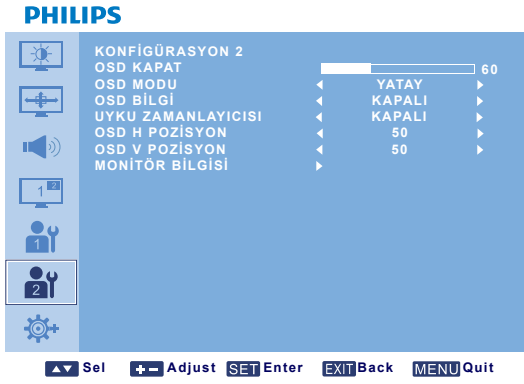 PHILIPS
KONFİGÜRASYON 2
OSD KAPAT 60
OSD MODU YATAY
OSD BİLGİ KAPALI
UYKU ZAMANLAYICISI KAPALI
OSD H POZİSYON 50
OSD V POZİSYON 50
MONİTÖR BİLGİSİ
1 2
1
2
Sel Adjust SET Enter EXIT Back MENU Quit